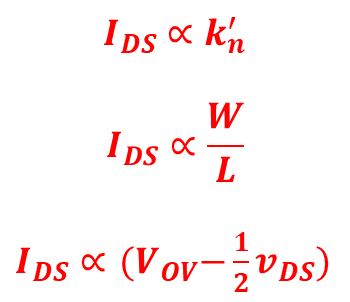 I_DS ∝ k′_n
I_DS ∝ W/L
I_DS ∝ (V_OV − 1/2 v_DS)